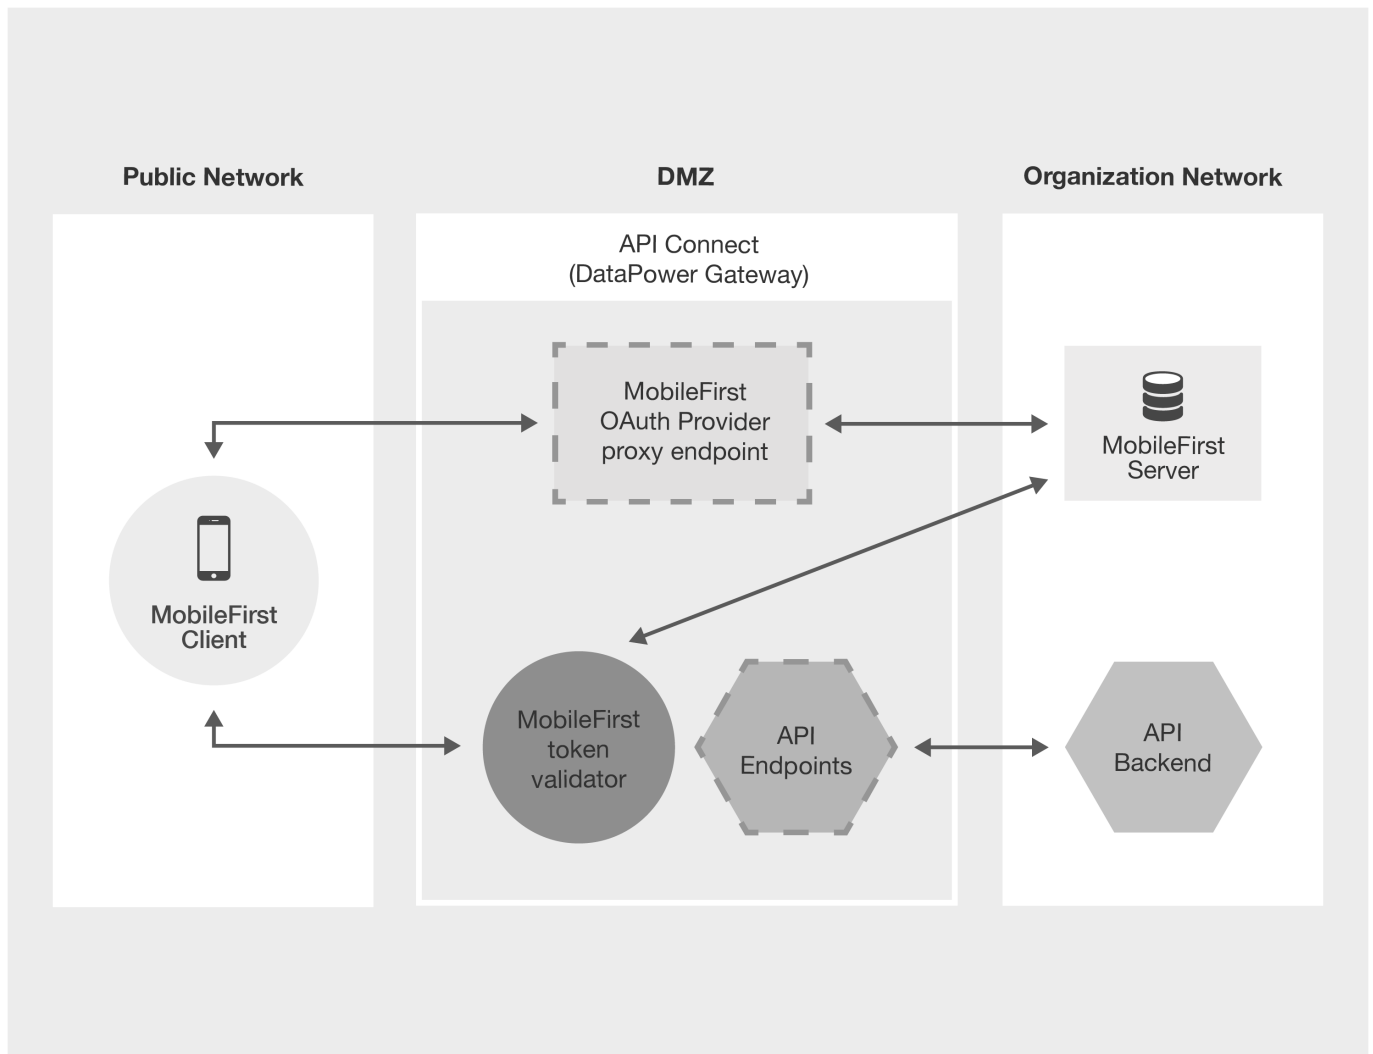 Public Network
DMZ
Organization Network
API Connect
(DataPower Gateway)
MobileFirst
OAuth Provider
proxy endpoint
MobileFirst
Server
MobileFirst
Client
MobileFirst
token
validator
API
Endpoints
API
Backend